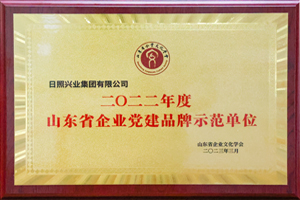 日照兴业集团有限公司
二〇二二年度
山东省企业党建品牌示范单位
山东省企业文化学会
二〇二三年三月